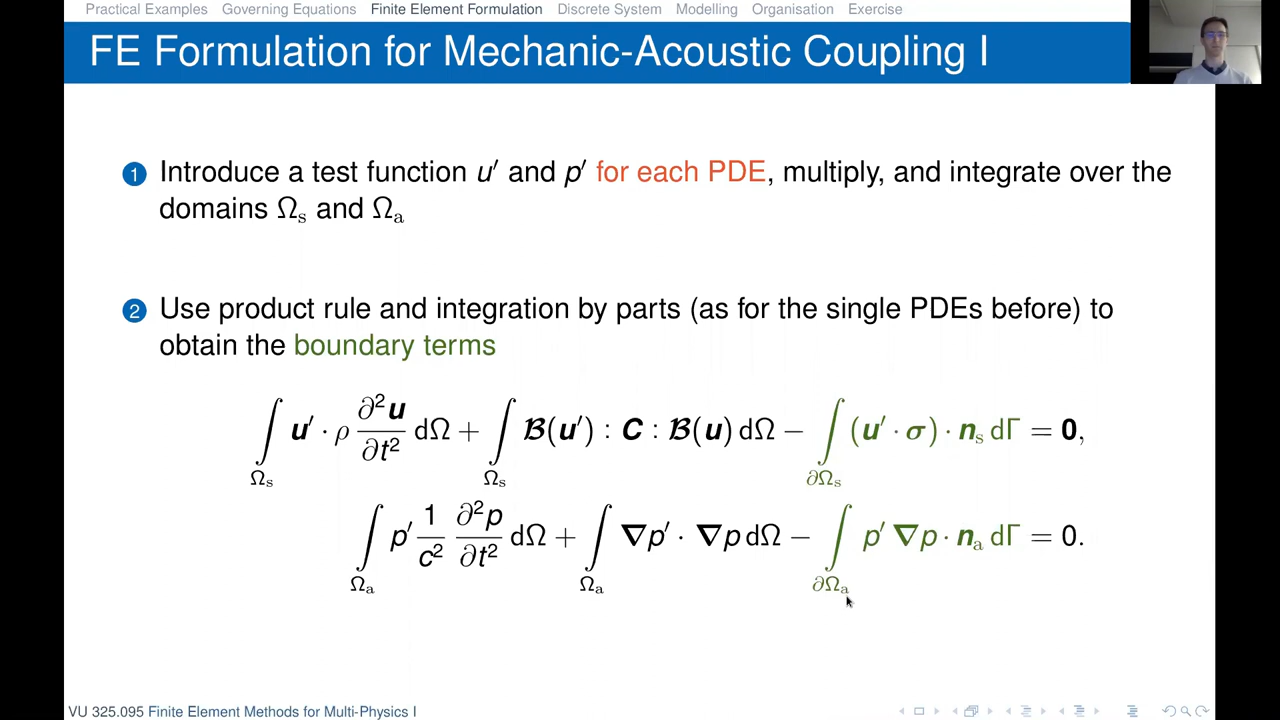 Practical Examples Governing Equations Finite Element Formulation Discrete System Modelling Organisation Exercise
FE Formulation for Mechanic-Acoustic Coupling I
1 Introduce a test function u′ and p′ for each PDE, multiply, and integrate over the
domains Ωs and Ωa
2 Use product rule and integration by parts (as for the single PDEs before) to
obtain the boundary terms
∫_Ωs u′ · ρ ∂²u/∂t² dΩ + ∫_Ωs 𝓑(u′) : C : 𝓑(u) dΩ − ∫_∂Ωs (u′ · σ) · ns dΓ = 0,
∫_Ωa p′ 1/c² ∂²p/∂t² dΩ + ∫_Ωa ∇p′ · ∇p dΩ − ∫_∂Ωa p′ ∇p · na dΓ = 0.
VU 325.095 Finite Element Methods for Multi-Physics I